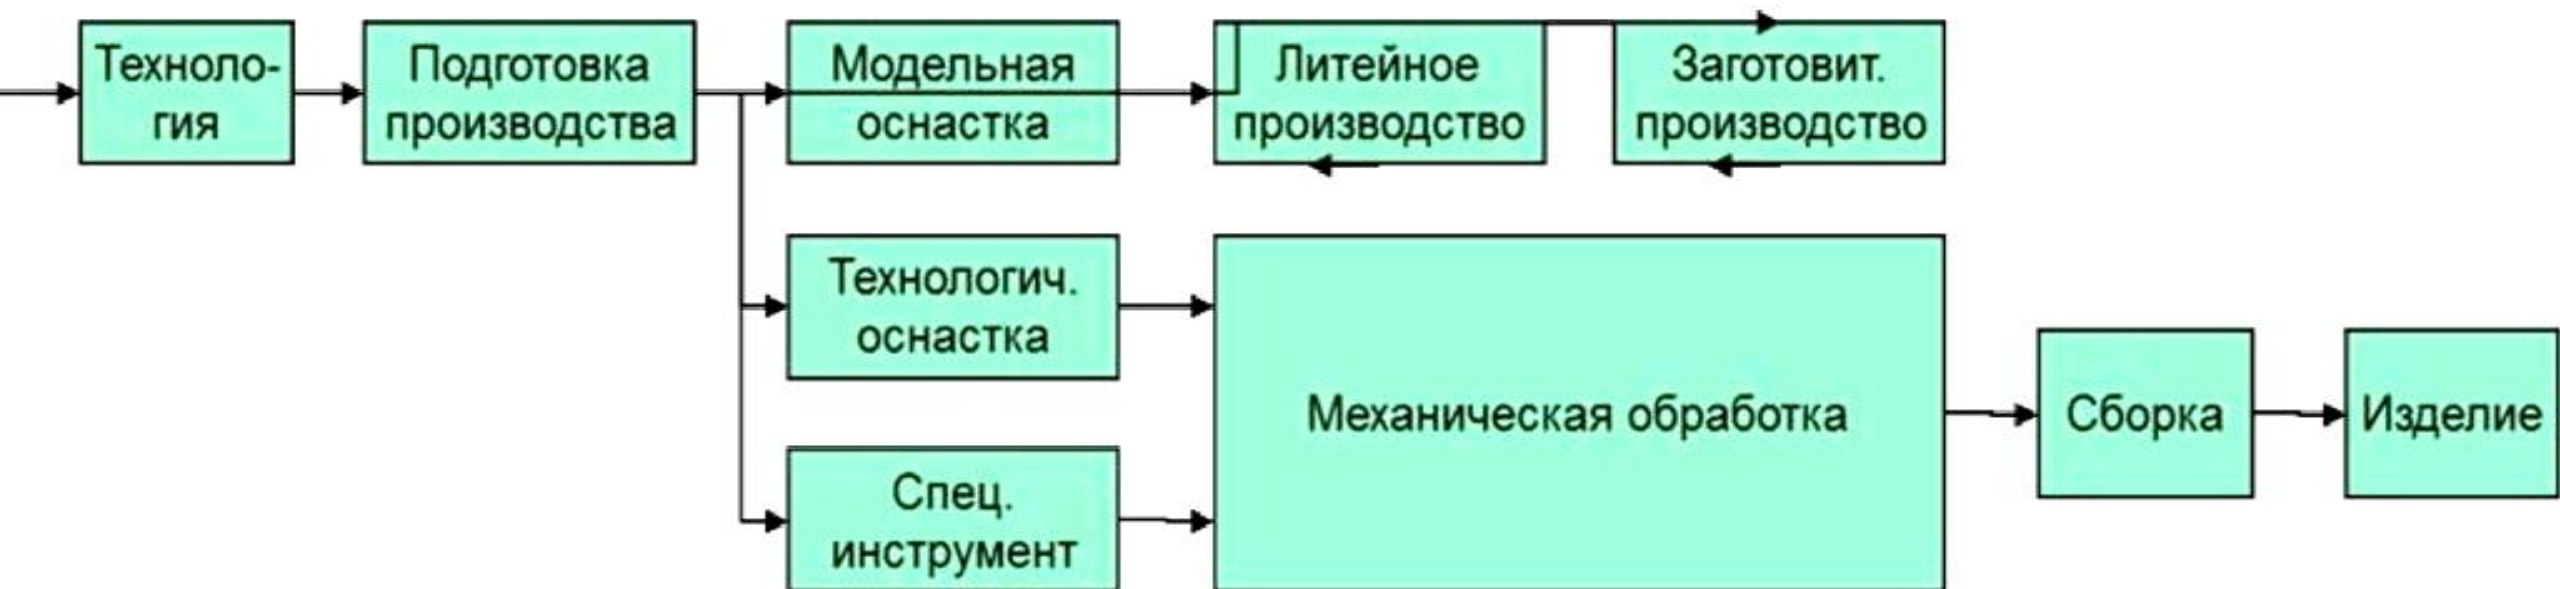 Техноло-
гия
Подготовка
производства
Модельная
оснастка
Литейное
производство
Заготовит.
производство
Технологич.
оснастка
Спец.
инструмент
Механическая обработка
Сборка
Изделие